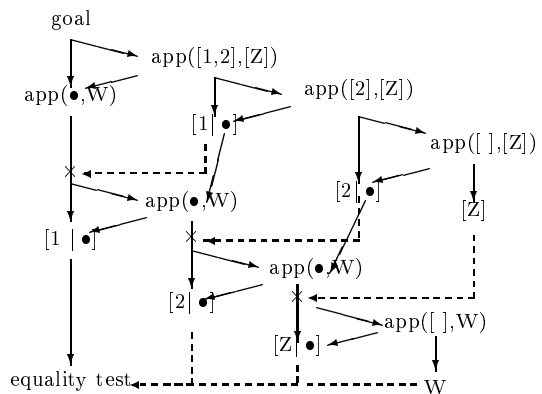 goal
app([1,2],[Z])
app(●,W)
app([2],[Z])
[1|●]
app([ ],[Z])
×
[2|●]
app(●,W)
[Z]
[1 | ●]
×
app(●,W)
[2|●]
×
app([ ],W)
[Z|●]
equality test
W